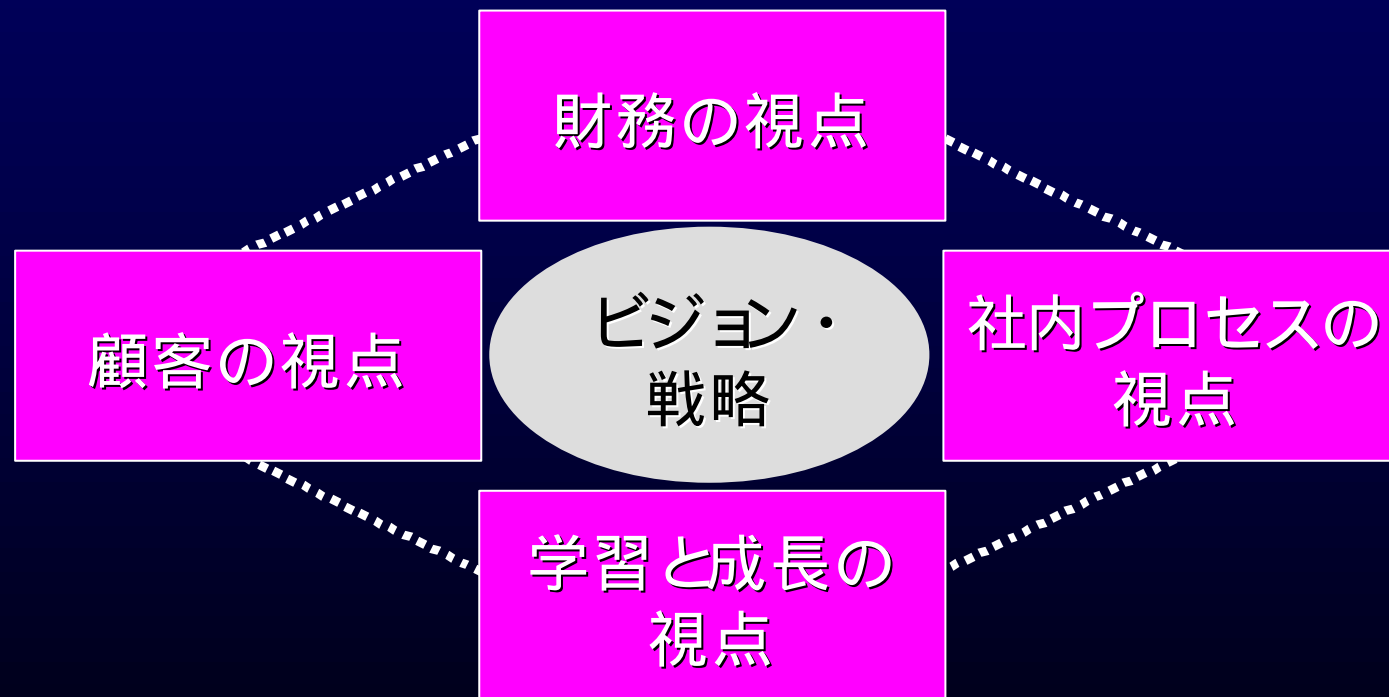 財務の視点
顧客の視点
ビジョン・
戦略
社内プロセスの
視点
学習と成長の
視点